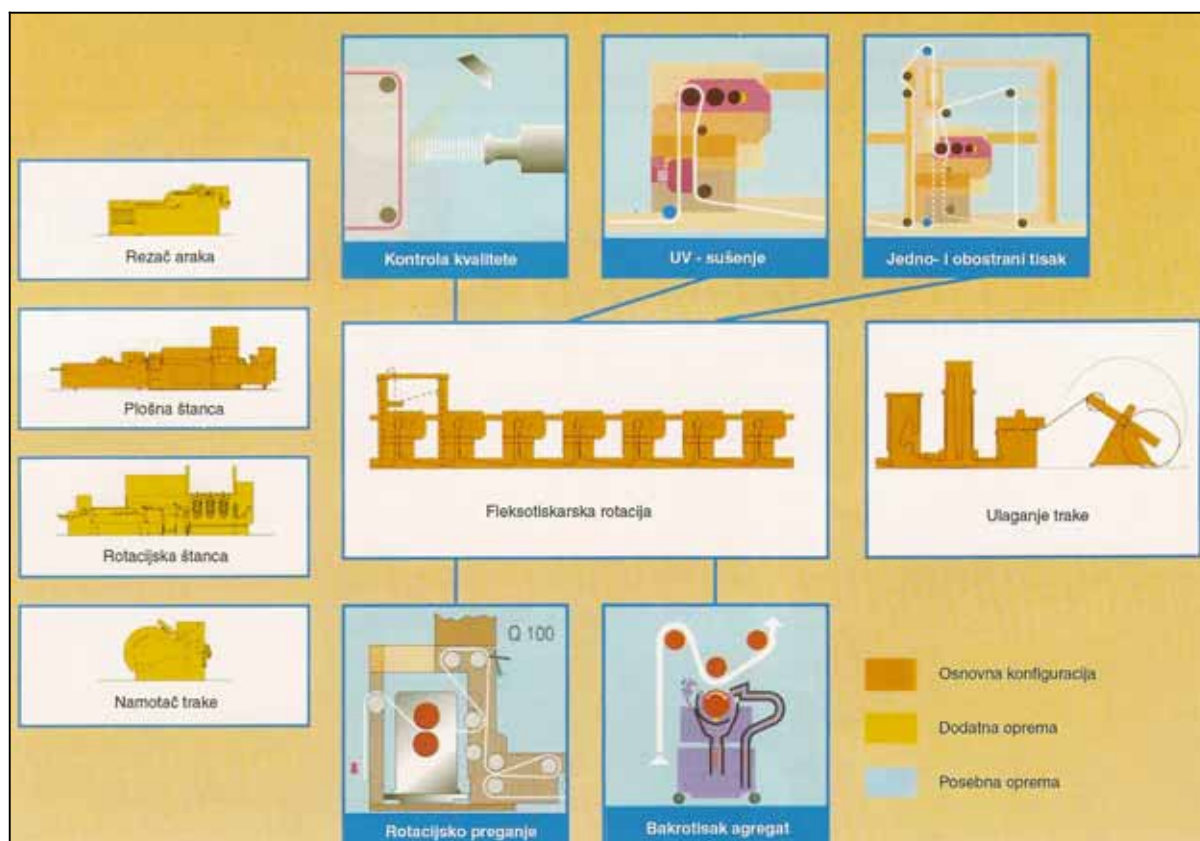 Kontrola kvalitete
UV - sušenje
Jedno- i obostrani tisak
Rezač araka
Plošna štanca
Rotacijska štanca
Namotač trake
Fleksotiskarska rotacija
Ulaganje trake
Q 100
Rotacijsko preganje
Bakrotisak agregat
Osnovna konfiguracija
Dodatna oprema
Posebna oprema